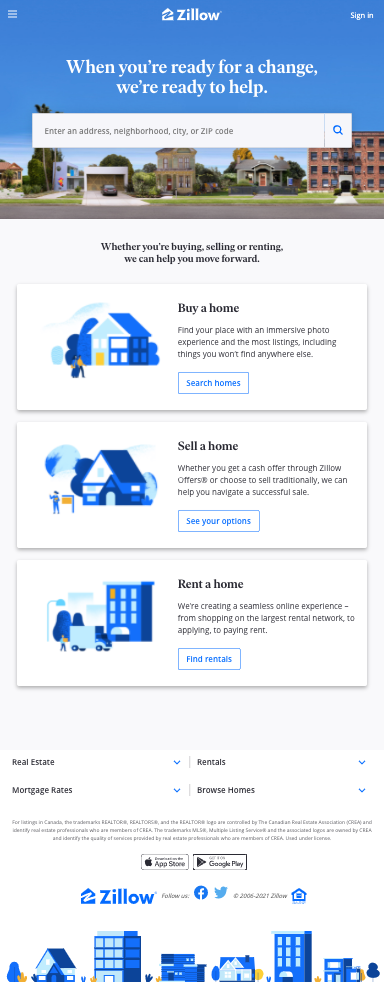 Zillow
Sign in
When you're ready for a change,
we're ready to help.
Enter an address, neighborhood, city, or ZIP code
Whether you're buying, selling or renting,
we can help you move forward.
Buy a home
Find your place with an immersive photo
experience and the most listings, including
things you won't find anywhere else.
Search homes
Sell a home
Whether you get a cash offer through Zillow
Offers® or choose to sell traditionally, we can
help you navigate a successful sale.
See your options
Rent a home
We're creating a seamless online experience –
from shopping on the largest rental network, to
applying, to paying rent.
Find rentals
Real Estate
Rentals
Mortgage Rates
Browse Homes
For listings in Canada, the trademarks REALTOR®, REALTORS®, and the REALTOR® logo are controlled by The Canadian Real Estate Association (CREA) and
identify real estate professionals who are members of CREA. The trademarks MLS®, Multiple Listing Service® and the associated logos are owned by CREA
and identify the quality of services provided by real estate professionals who are members of CREA. Used under license.
Download on the
App Store
GET IT ON
Google Play
Zillow
Follow us:
© 2006-2021 Zillow